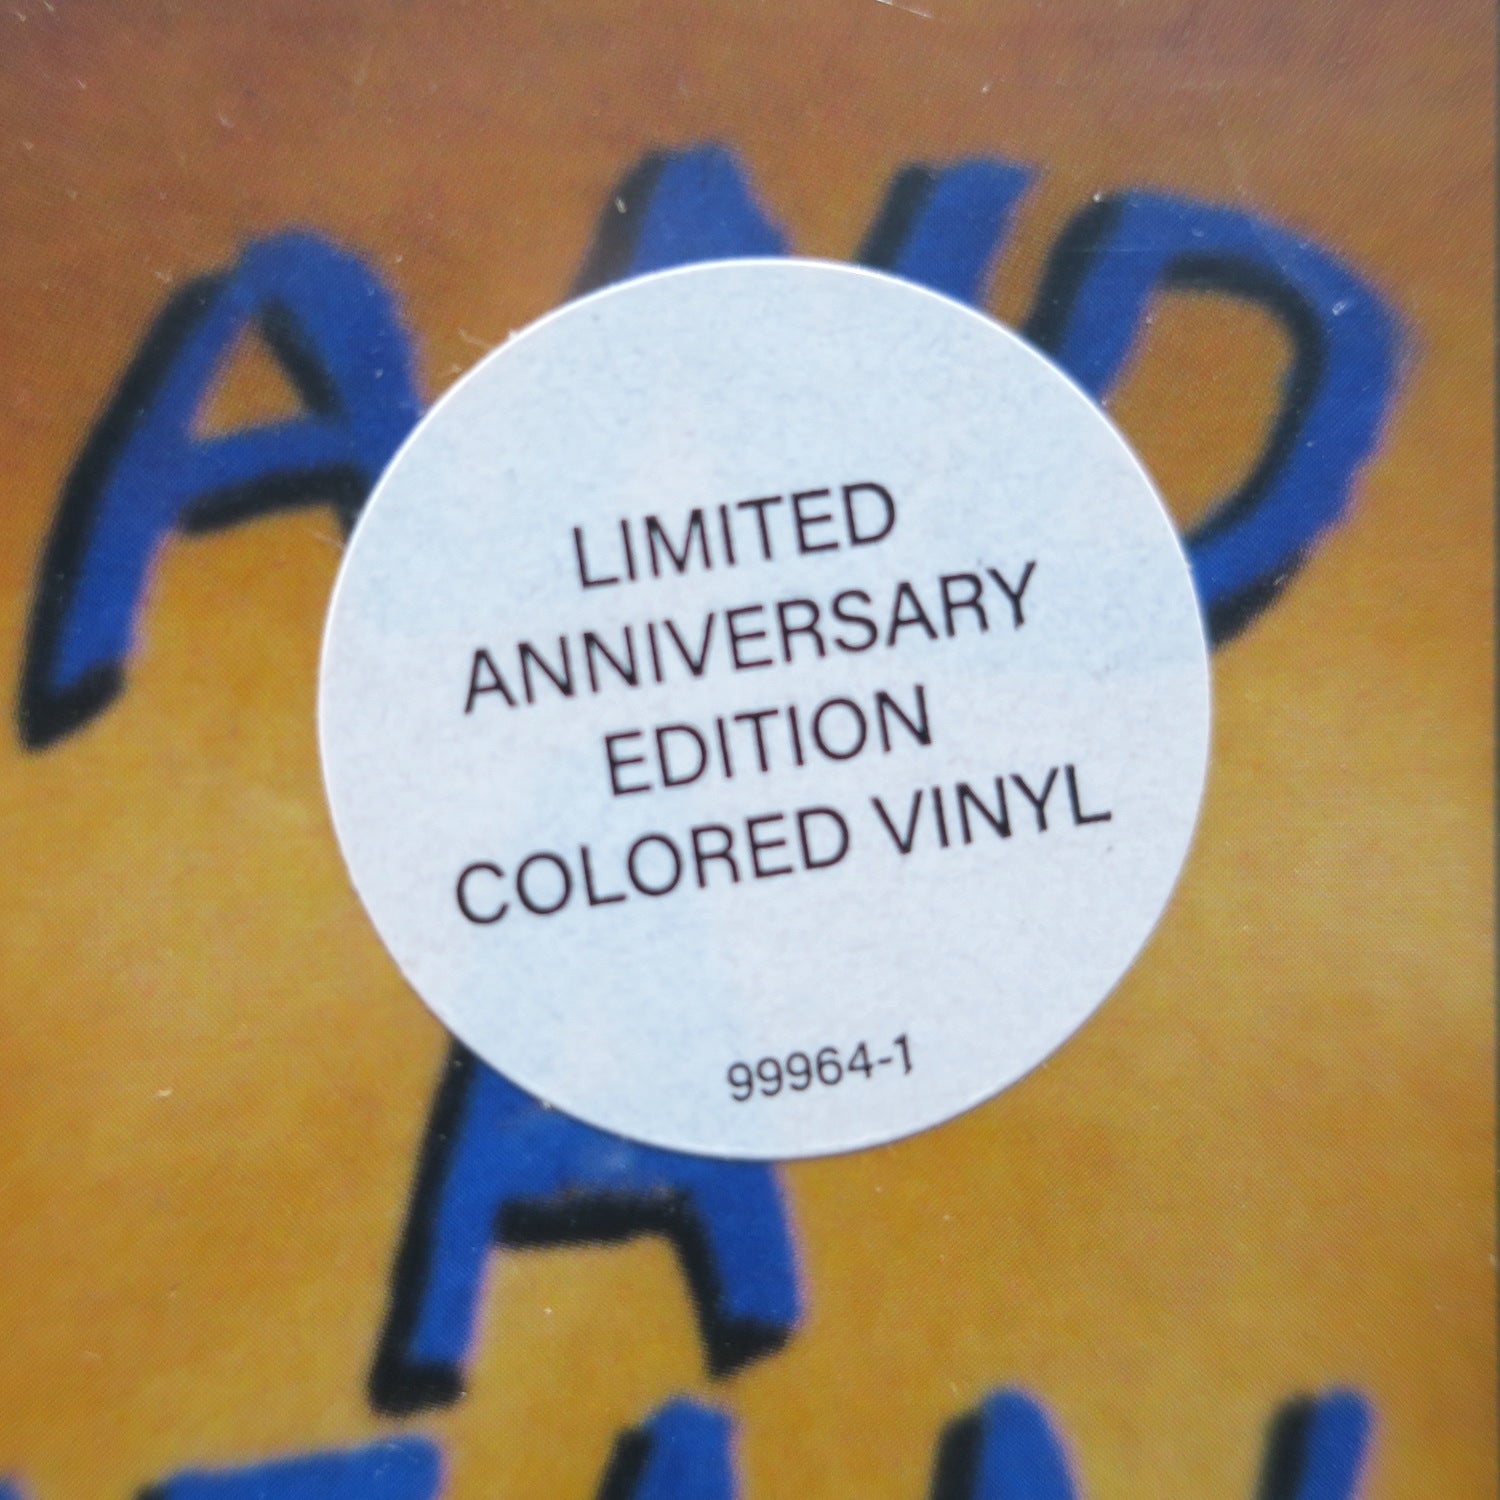 AND
LIMITED
ANNIVERSARY
EDITION
COLORED VINYL
99964-1
A